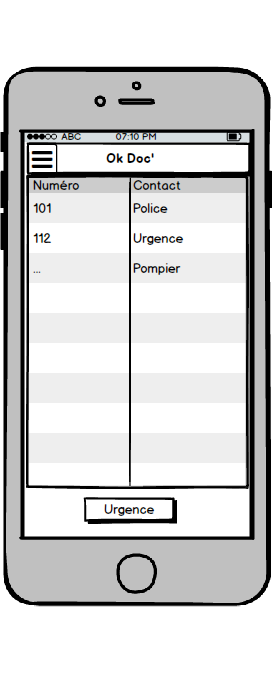 ABC 07:10 PM
Ok Doc'
Numéro Contact
101 Police
112 Urgence
... Pompier
Urgence